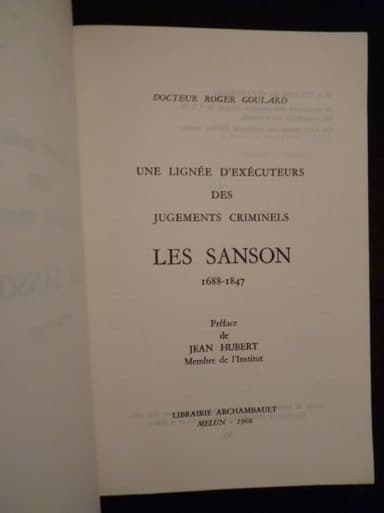 DOCTEUR ROGER GOULARD
UNE LIGNÉE D'EXÉCUTEURS
DES
JUGEMENTS CRIMINELS
LES SANSON
1688-1847
Préface
de
JEAN HUBERT
Membre de l'Institut
LIBRAIRIE ARCHAMBAULT
MELUN - 1968